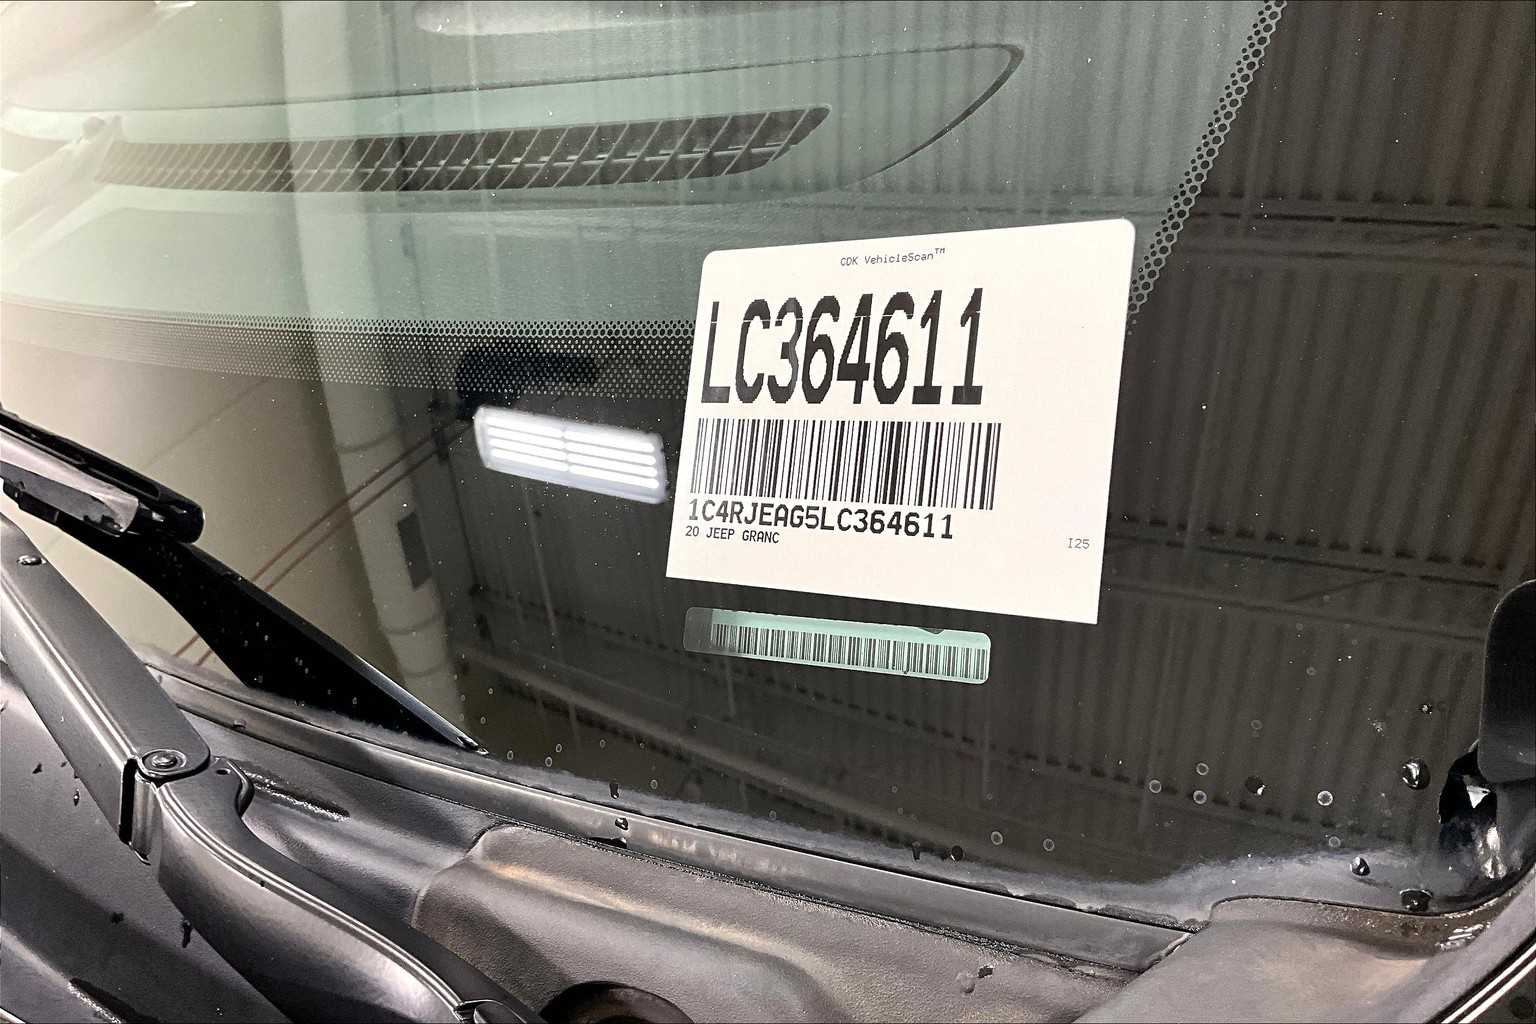 CDK VehicleScan™
LC364611
1C4RJEAG5LC364611
20 JEEP GRANC
I25